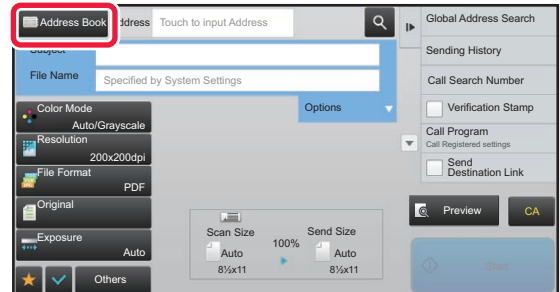 Address Book
ddress
Touch to input Address
Subject
File Name
Specified by System Settings
Options
Color Mode
Auto/Grayscale
Resolution
200x200dpi
File Format
PDF
Original
Exposure
Auto
Others
Scan Size
Auto
8½x11
100%
Send Size
Auto
8½x11
Global Address Search
Sending History
Call Search Number
Verification Stamp
Call Program
Call Registered settings
Send
Destination Link
Preview
CA
Start